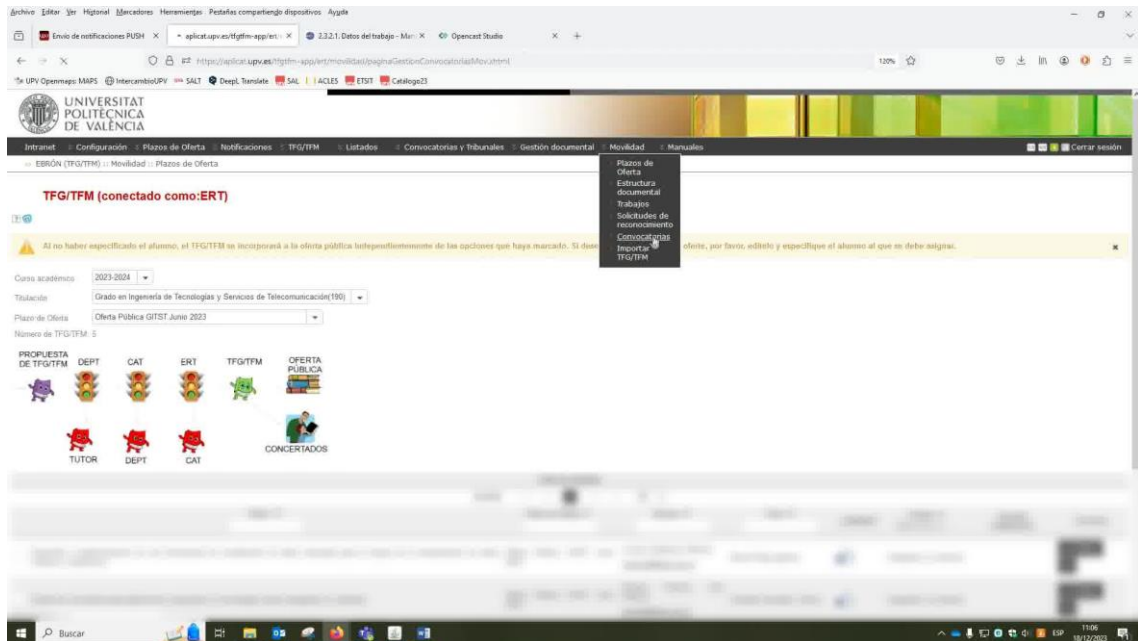 Archivo Editar Ver Historial Marcadores Herramientas Pestañas compartiendo dispositivos Ayuda
Envio de notificaciones PUSH
aplicat.upv.es/tfgtfm-app/ert/
2.3.2.1. Datos del trabajo - Man
Opencast Studio
https://aplicat.upv.es/tfgtfm-app/ert/movilidad/paginaGestionConvocatoriasMov.xhtml
120%
UPV Openmaps: MAPS IntercambioUPV SALT DeepL Translate SAL ACLES ETSIT Catálogo23
UNIVERSITAT
POLITÈCNICA
DE VALÈNCIA
Intranet Configuración Plazos de Oferta Notificaciones TFG/TFM Listados Convocatorias y Tribunales Gestión documental Movilidad Manuales Cerrar sesión
EBRÓN (TFG/TFM) :: Movilidad :: Plazos de Oferta
Plazos de
Oferta
Estructura
documental
Trabajos
Solicitudes de
reconocimiento
Convocatorias
Importar
TFG/TFM
TFG/TFM (conectado como:ERT)
Al no haber especificado el alumno, el TFG/TFM se incorporará a la oferta pública independientemente de las opciones que haya marcado. Si oferte, por favor, edítelo y especifique el alumno al que se debe asignar.
Curso académico 2023-2024
Titulación Grado en Ingeniería de Tecnologías y Servicios de Telecomunicación(190)
Plazo de Oferta Oferta Pública GITST Junio 2023
Número de TFG/TFM: 5
PROPUESTA
DE TFG/TFM
DEPT CAT ERT TFG/TFM
OFERTA
PÚBLICA
TUTOR DEPT CAT
CONCERTADOS
Buscar
ESP
11:06
18/12/2023